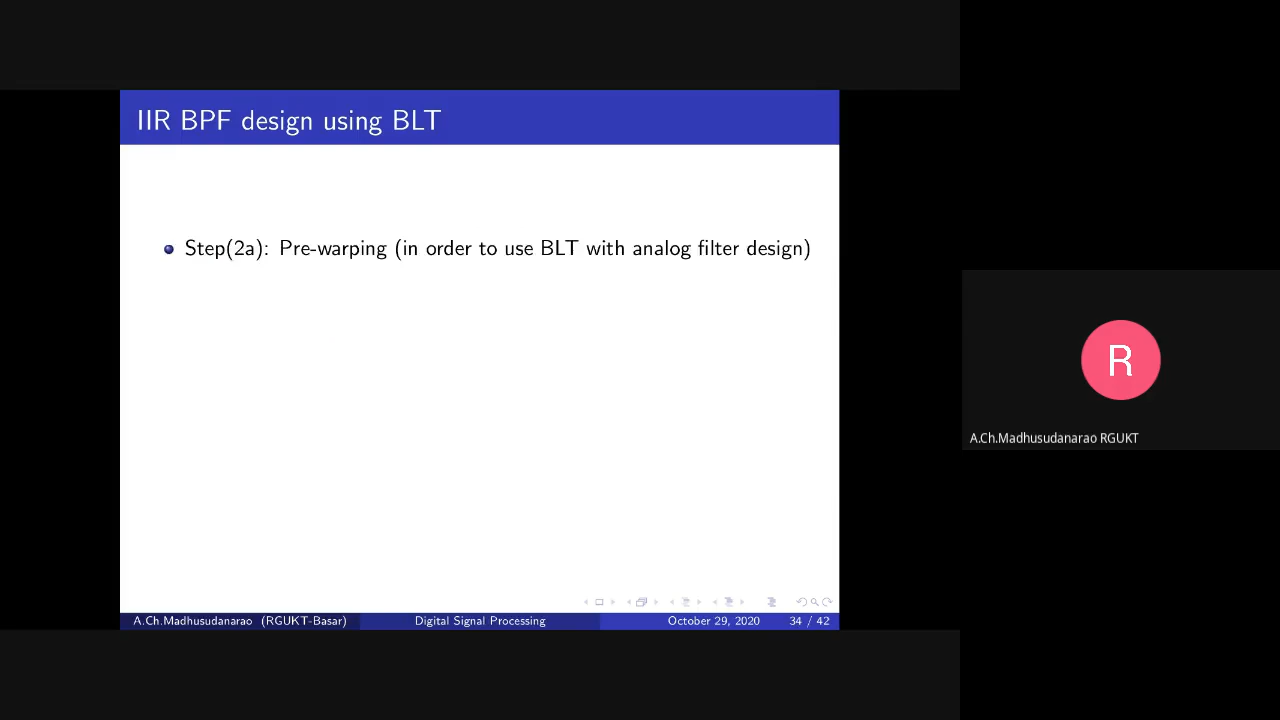 IIR BPF design using BLT
Step(2a): Pre-warping (in order to use BLT with analog filter design)
R
A.Ch.Madhusudanarao RGUKT
A.Ch.Madhusudanarao (RGUKT-Basar) Digital Signal Processing October 29, 2020 34 / 42